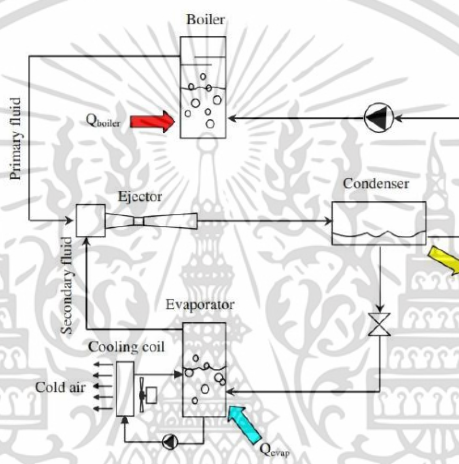 Boiler
Primary fluid
Qboiler
Ejector
Condenser
Secondary fluid
Evaporator
Cooling coil
Cold air
Qevap